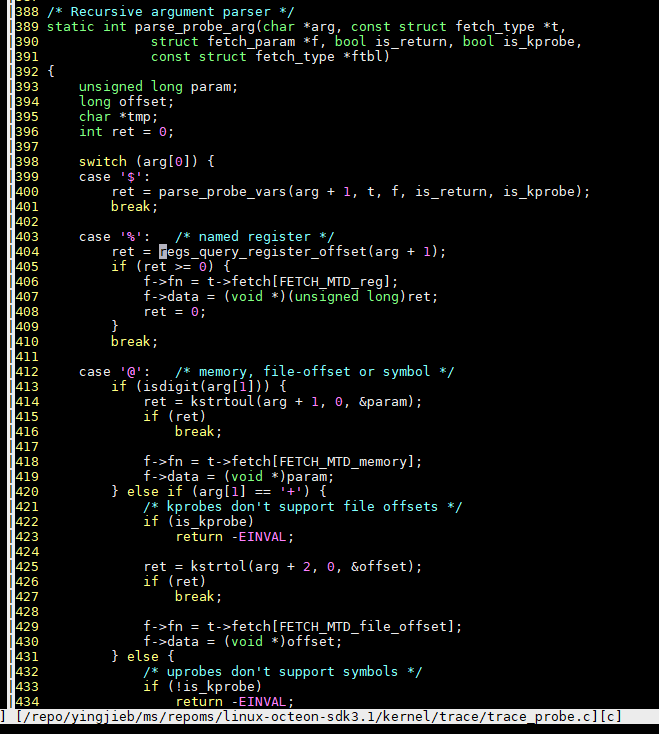 388 /* Recursive argument parser */
389 static int parse_probe_arg(char *arg, const struct fetch_type *t,
390              struct fetch_param *f, bool is_return, bool is_kprobe,
391              const struct fetch_type *ftbl)
392 {
393     unsigned long param;
394     long offset;
395     char *tmp;
396     int ret = 0;
397
398     switch (arg[0]) {
399     case '$':
400         ret = parse_probe_vars(arg + 1, t, f, is_return, is_kprobe);
401         break;
402
403     case '%':   /* named register */
404         ret = regs_query_register_offset(arg + 1);
405         if (ret >= 0) {
406             f->fn = t->fetch[FETCH_MTD_reg];
407             f->data = (void *)(unsigned long)ret;
408             ret = 0;
409         }
410         break;
411
412     case '@':   /* memory, file-offset or symbol */
413         if (isdigit(arg[1])) {
414             ret = kstrtoul(arg + 1, 0, &param);
415             if (ret)
416                 break;
417
418             f->fn = t->fetch[FETCH_MTD_memory];
419             f->data = (void *)param;
420         } else if (arg[1] == '+') {
421             /* kprobes don't support file offsets */
422             if (is_kprobe)
423                 return -EINVAL;
424
425             ret = kstrtol(arg + 2, 0, &offset);
426             if (ret)
427                 break;
428
429             f->fn = t->fetch[FETCH_MTD_file_offset];
430             f->data = (void *)offset;
431         } else {
432             /* uprobes don't support symbols */
433             if (!is_kprobe)
434                 return -EINVAL;
] [/repo/yingjieb/ms/repoms/linux-octeon-sdk3.1/kernel/trace/trace_probe.c][c]